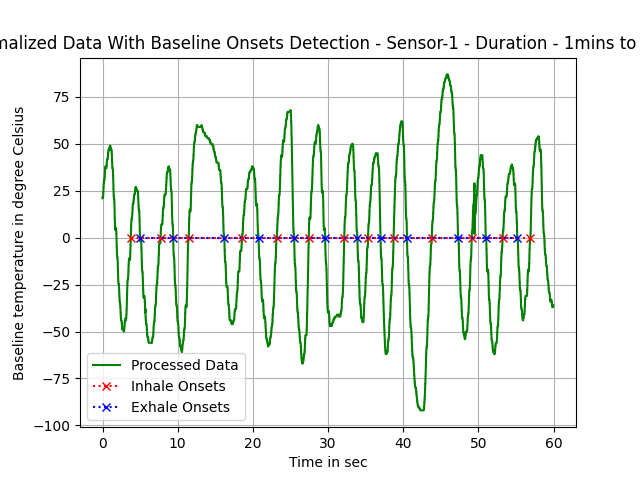 malized Data With Baseline Onsets Detection - Sensor-1 - Duration - 1mins to
Baseline temperature in degree Celsius
75
50
25
0
−25
−50
−75
−100
Processed Data
Inhale Onsets
Exhale Onsets
0 10 20 30 40 50 60
Time in sec